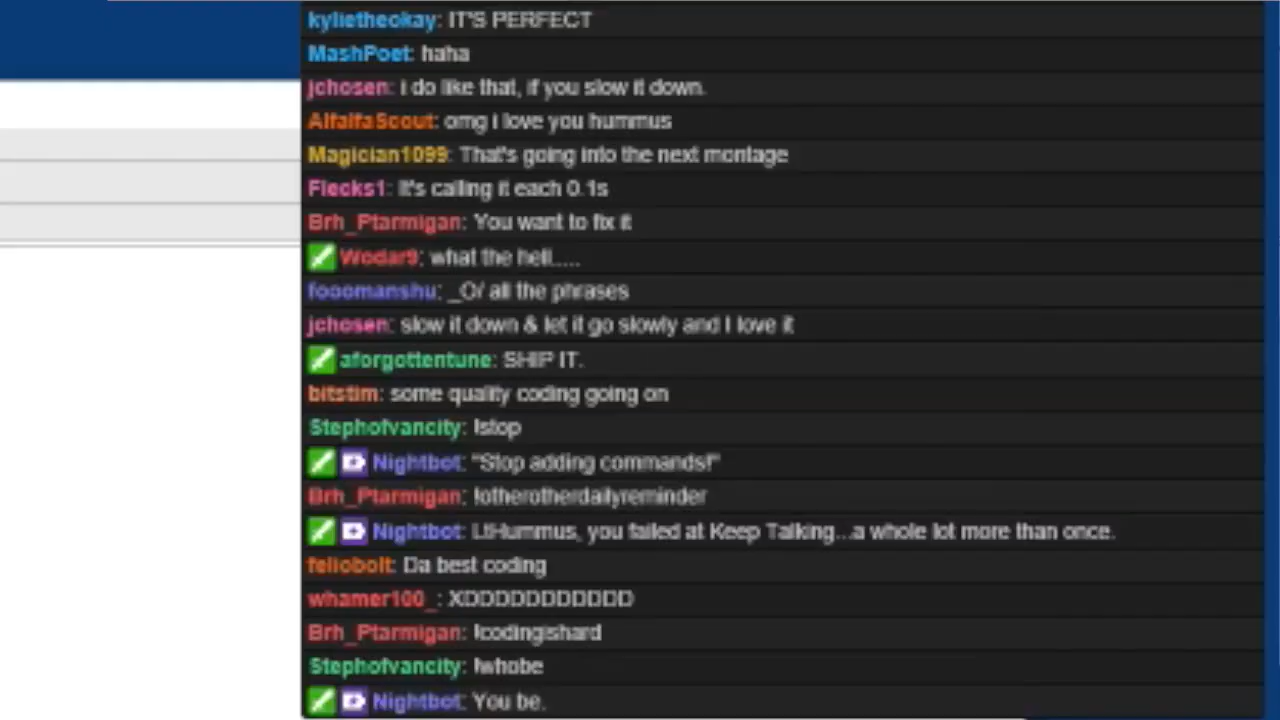 kylietheokay: IT'S PERFECT
MashPoet: haha
jchosen: i do like that, if you slow it down.
AlfalfaScout: omg i love you hummus
Magician1099: That's going into the next montage
Flecks1: It's calling it each 0.1s
Brh_Ptarmigan: You want to fix it
Wodar9: what the hell.....
fooomanshu: _O/ all the phrases
jchosen: slow it down & let it go slowly and I love it
aforgottentune: SHIP IT.
bitstim: some quality coding going on
Stephofvancity: !stop
Nightbot: "Stop adding commands!"
Brh_Ptarmigan: !otherotherdailyreminder
Nightbot: LtHummus, you failed at Keep Talking...a whole lot more than once.
feliobolt: Da best coding
whamer100_: XDDDDDDDDDDDD
Brh_Ptarmigan: !codingishard
Stephofvancity: !whobe
Nightbot: You be.